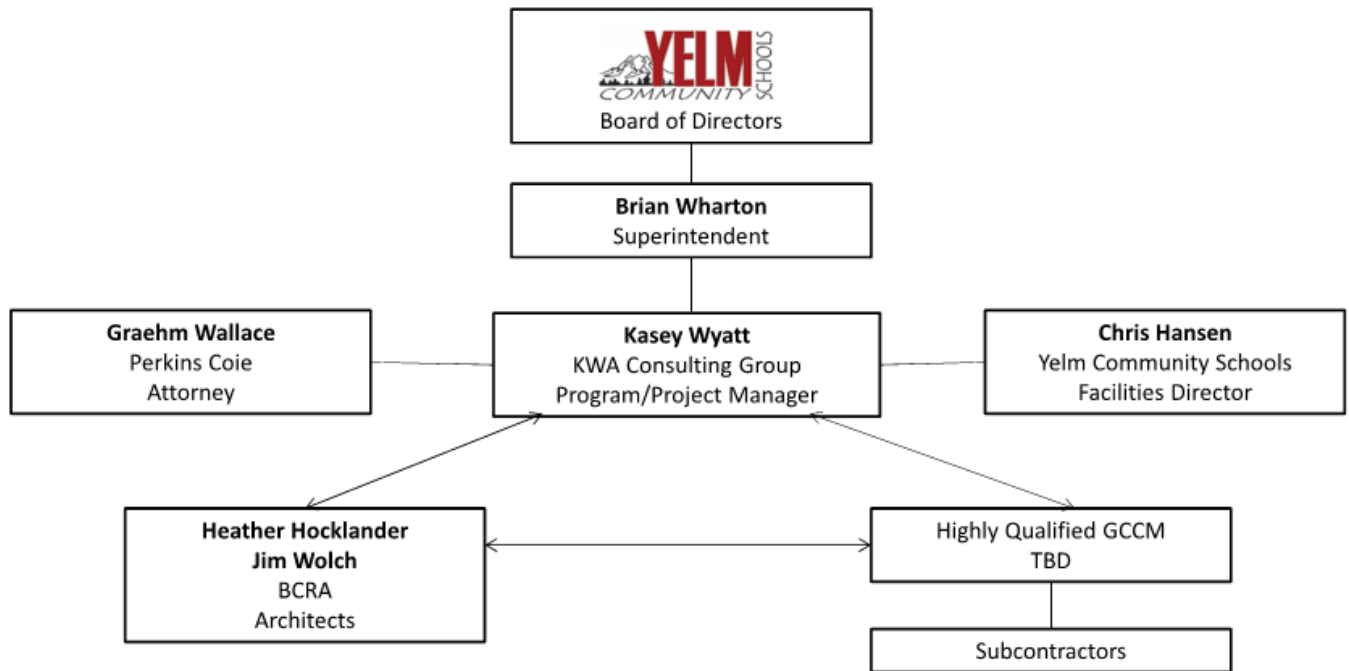 YELM
COMMUNITY
SCHOOLS
Board of Directors
Brian Wharton
Superintendent
Graehm Wallace
Perkins Coie
Attorney
Kasey Wyatt
KWA Consulting Group
Program/Project Manager
Chris Hansen
Yelm Community Schools
Facilities Director
Heather Hocklander
Jim Wolch
BCRA
Architects
Highly Qualified GCCM
TBD
Subcontractors